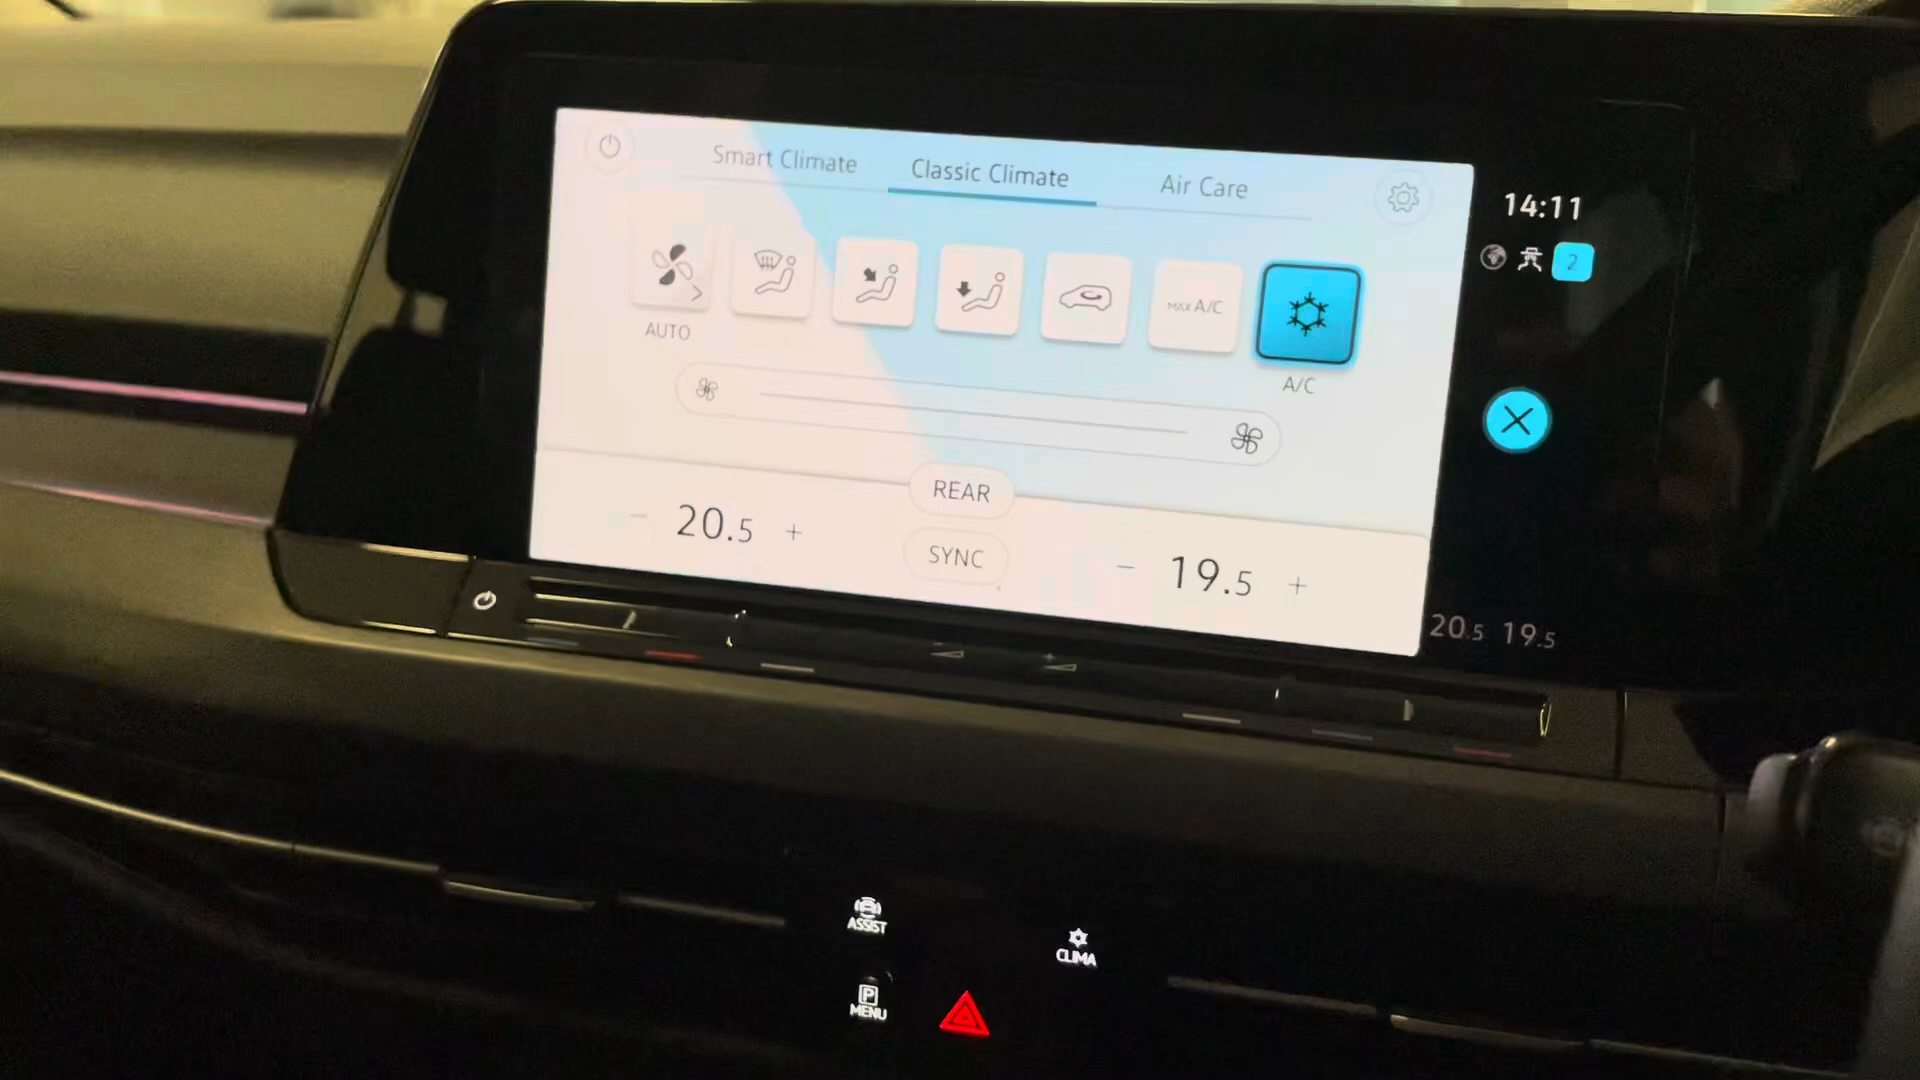 Smart Climate
Classic Climate
Air Care
14:11
2
MAX A/C
AUTO
A/C
REAR
20.5
SYNC
19.5
20.5 19.5
ASSIST
CLIMA
P
MENU